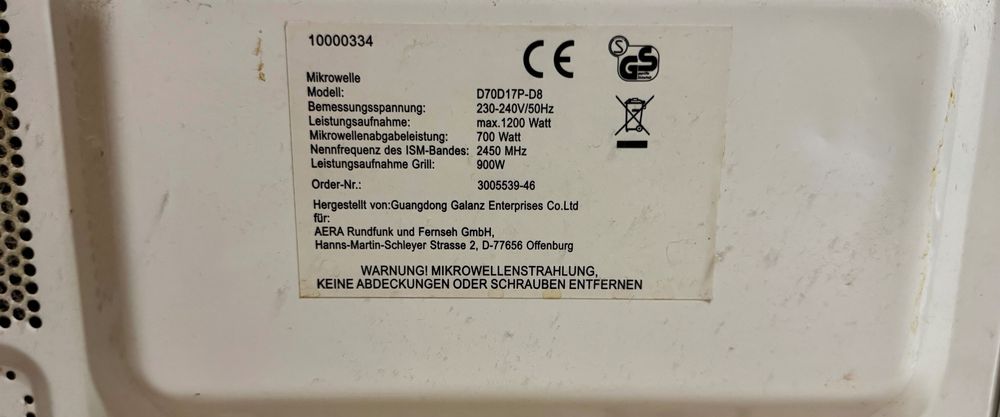 10000334
CE
S
GS
Mikrowelle
Modell: D70D17P-D8
Bemessungsspannung: 230-240V/50Hz
Leistungsaufnahme: max.1200 Watt
Mikrowellenabgabeleistung: 700 Watt
Nennfrequenz des ISM-Bandes: 2450 MHz
Leistungsaufnahme Grill: 900W
Order-Nr.: 3005539-46
Hergestellt von:Guangdong Galanz Enterprises Co.Ltd
für:
AERA Rundfunk und Fernseh GmbH,
Hanns-Martin-Schleyer Strasse 2, D-77656 Offenburg
WARNUNG! MIKROWELLENSTRAHLUNG,
KEINE ABDECKUNGEN ODER SCHRAUBEN ENTFERNEN